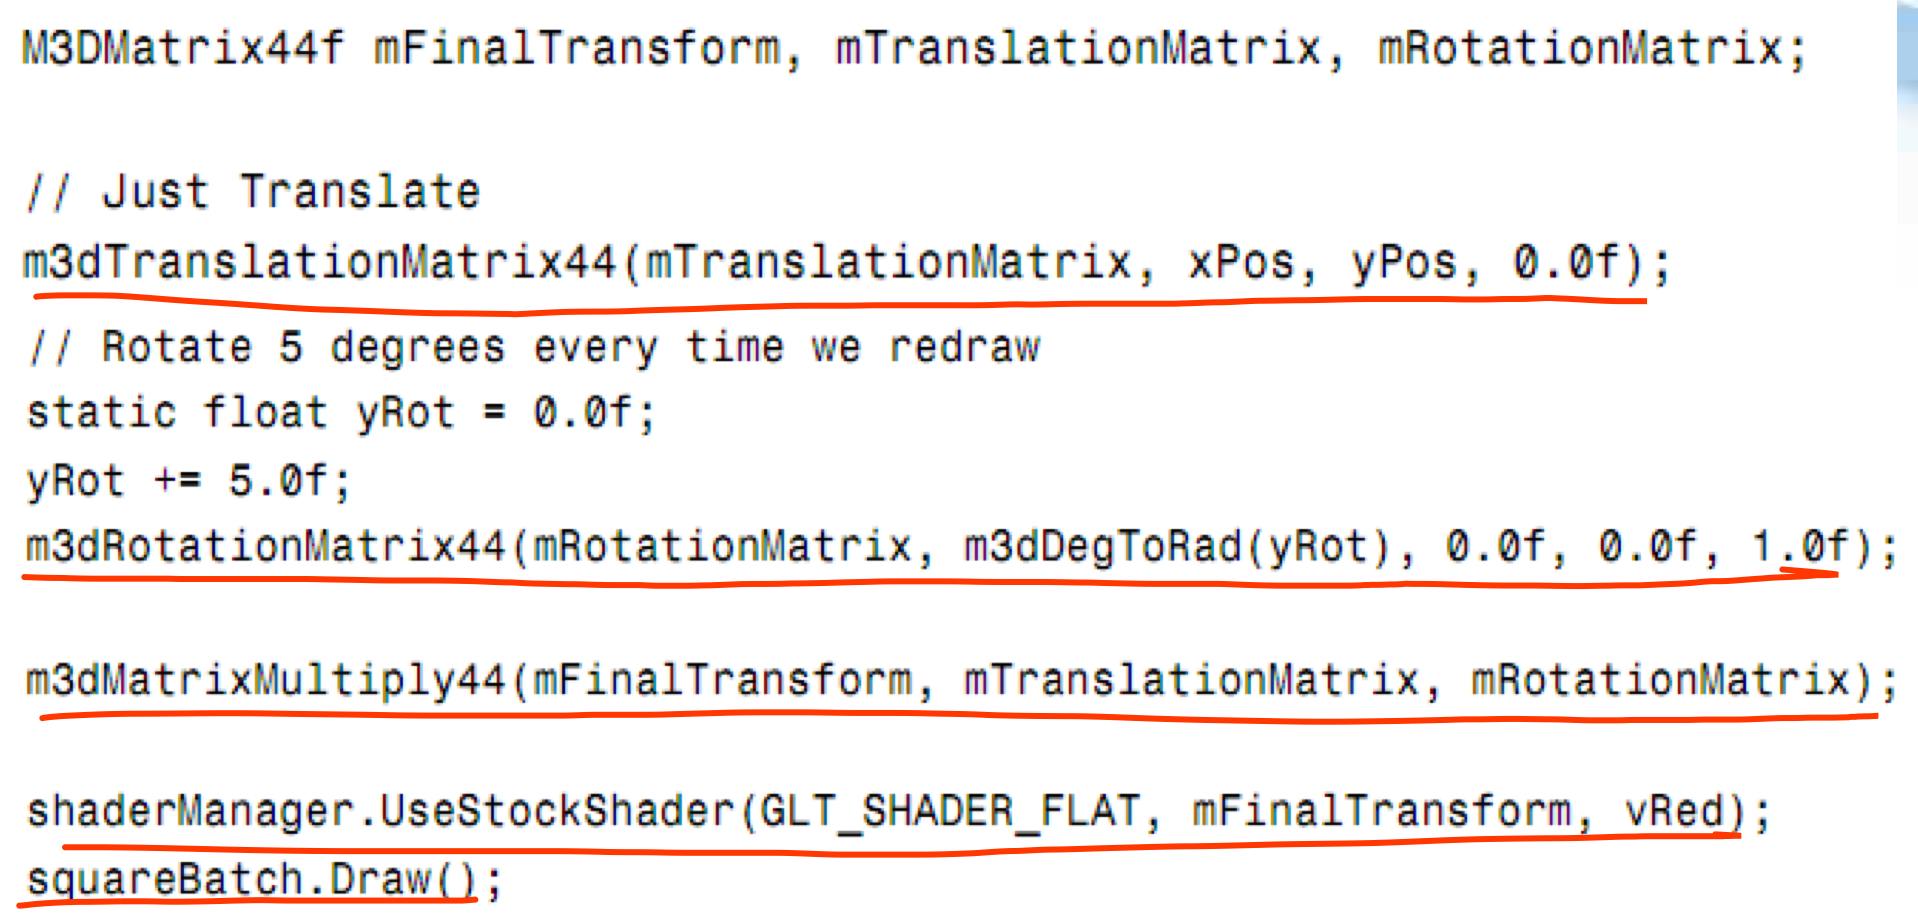 M3DMatrix44f mFinalTransform, mTranslationMatrix, mRotationMatrix;
// Just Translate
m3dTranslationMatrix44(mTranslationMatrix, xPos, yPos, 0.0f);
// Rotate 5 degrees every time we redraw
static float yRot = 0.0f;
yRot += 5.0f;
m3dRotationMatrix44(mRotationMatrix, m3dDegToRad(yRot), 0.0f, 0.0f, 1.0f);
m3dMatrixMultiply44(mFinalTransform, mTranslationMatrix, mRotationMatrix);
shaderManager.UseStockShader(GLT_SHADER_FLAT, mFinalTransform, vRed);
squareBatch.Draw();